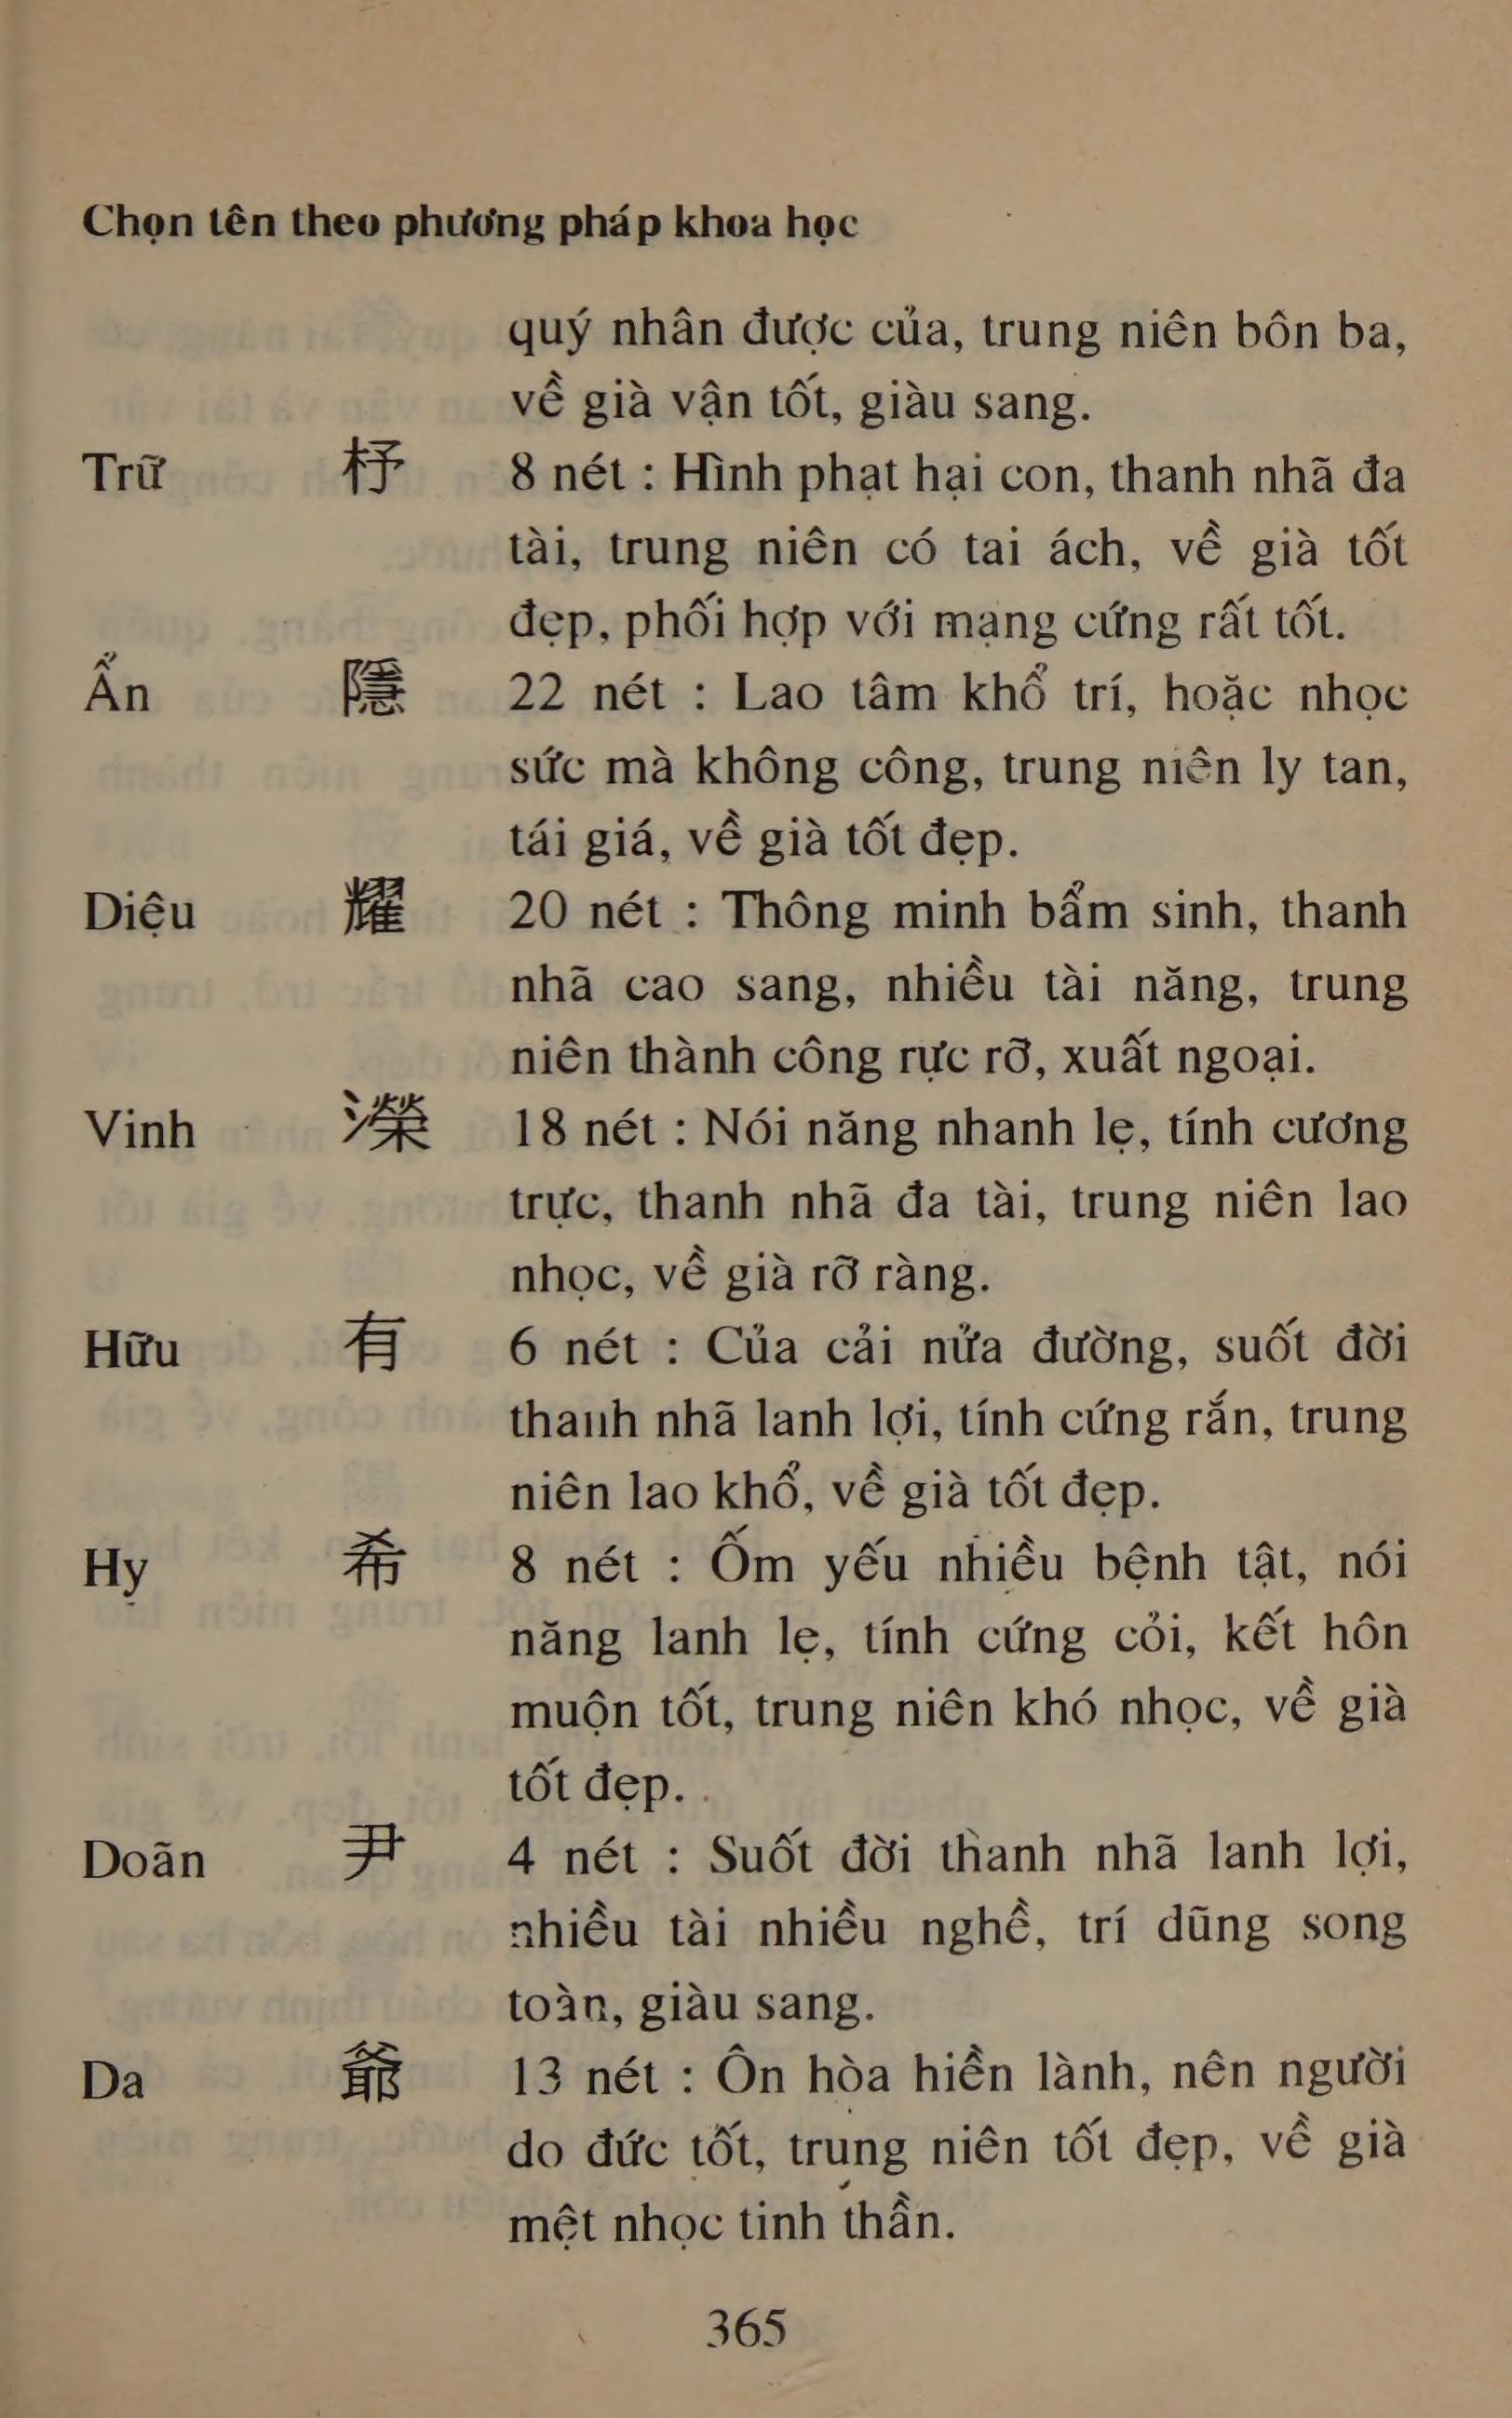 Chọn tên theo phương pháp khoa học
quý nhân được của, trung niên bôn ba,
về già vận tốt, giàu sang.
Trữ 杼 8 nét : Hình phạt hại con, thanh nhã đa
tài, trung niên có tai ách, về già tốt
đẹp, phối hợp với mạng cứng rất tốt.
Ẩn 隱 22 nét : Lao tâm khổ trí, hoặc nhọc
sức mà không công, trung niên ly tan,
tái giá, về già tốt đẹp.
Diệu 耀 20 nét : Thông minh bẩm sinh, thanh
nhã cao sang, nhiều tài năng, trung
niên thành công rực rỡ, xuất ngoại.
Vinh 濚 18 nét : Nói năng nhanh lẹ, tính cương
trực, thanh nhã đa tài, trung niên lao
nhọc, về già rỡ ràng.
Hữu 有 6 nét : Của cải nửa đường, suốt đời
thanh nhã lanh lợi, tính cứng rắn, trung
niên lao khổ, về già tốt đẹp.
Hy 希 8 nét : Ốm yếu nhiều bệnh tật, nói
năng lanh lẹ, tính cứng cỏi, kết hôn
muộn tốt, trung niên khó nhọc, về già
tốt đẹp.
Doãn 尹 4 nét : Suốt đời thanh nhã lanh lợi,
nhiều tài nhiều nghề, trí dũng song
toàn, giàu sang.
Da 爺 13 nét : Ôn hòa hiền lành, nên người
do đức tốt, trung niên tốt đẹp, về già
mệt nhọc tinh thần.
365